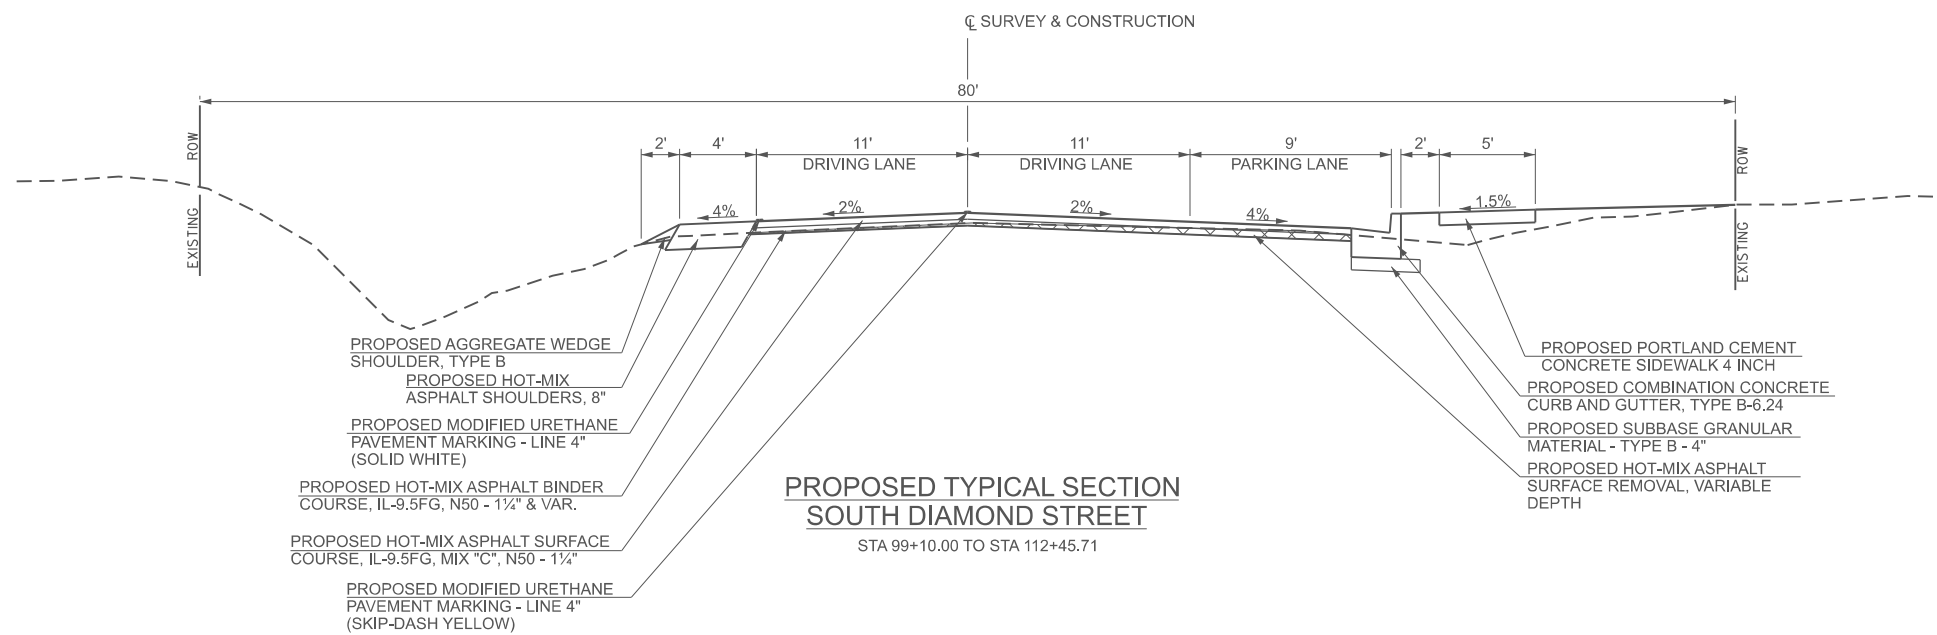 ℄ SURVEY & CONSTRUCTION
80'
ROW
EXISTING
2'
4'
11'
DRIVING LANE
11'
DRIVING LANE
9'
PARKING LANE
2'
5'
ROW
EXISTING
4%
2%
2%
4%
1.5%
PROPOSED AGGREGATE WEDGE
SHOULDER, TYPE B
PROPOSED HOT-MIX
ASPHALT SHOULDERS, 8"
PROPOSED MODIFIED URETHANE
PAVEMENT MARKING - LINE 4"
(SOLID WHITE)
PROPOSED HOT-MIX ASPHALT BINDER
COURSE, IL-9.5FG, N50 - 1¼" & VAR.
PROPOSED HOT-MIX ASPHALT SURFACE
COURSE, IL-9.5FG, MIX "C", N50 - 1¼"
PROPOSED MODIFIED URETHANE
PAVEMENT MARKING - LINE 4"
(SKIP-DASH YELLOW)
PROPOSED TYPICAL SECTION
SOUTH DIAMOND STREET
STA 99+10.00 TO STA 112+45.71
PROPOSED PORTLAND CEMENT
CONCRETE SIDEWALK 4 INCH
PROPOSED COMBINATION CONCRETE
CURB AND GUTTER, TYPE B-6.24
PROPOSED SUBBASE GRANULAR
MATERIAL - TYPE B - 4"
PROPOSED HOT-MIX ASPHALT
SURFACE REMOVAL, VARIABLE
DEPTH